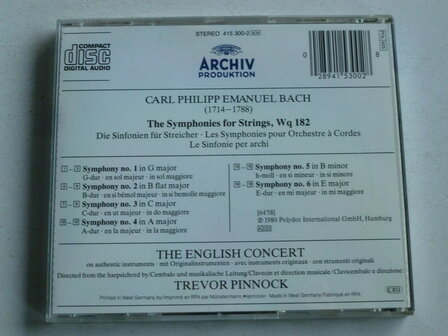 STEREO 415 300-2
COMPACT
disc
DIGITAL AUDIO
ARCHIV
PRODUKTION
0
28941 53002
CARL PHILIPP EMANUEL BACH
(1714–1788)
The Symphonies for Strings, Wq 182
Die Sinfonien für Streicher · Les Symphonies pour Orchestre à Cordes
Le Sinfonie per archi
Symphony no. 1 in G major
G-dur · en sol majeur · in sol maggiore
Symphony no. 2 in B flat major
B-dur · en si bémol majeur · in si bemolle maggiore
Symphony no. 3 in C major
C-dur · en ut majeur · in do maggiore
Symphony no. 4 in A major
A-dur · en la majeur · in la maggiore
Symphony no. 5 in B minor
h-moll · en si mineur · in si minore
Symphony no. 6 in E major
E-dur · en mi majeur · in mi maggiore
[64'58]
Ⓟ 1980 Polydor International GmbH, Hamburg
ADD
THE ENGLISH CONCERT
on authentic instruments · mit Originalinstrumenten · avec instruments originaux · con strumenti originali
Directed from the harpsichord by/Cembalo und musikalische Leitung/Clavecin et direction musicale/Clavicembalo e direzione:
TREVOR PINNOCK
Printed in West Germany by/Imprimé en RFA par Münstermann, Hannover · Made in West Germany · Fabriqué en RFA